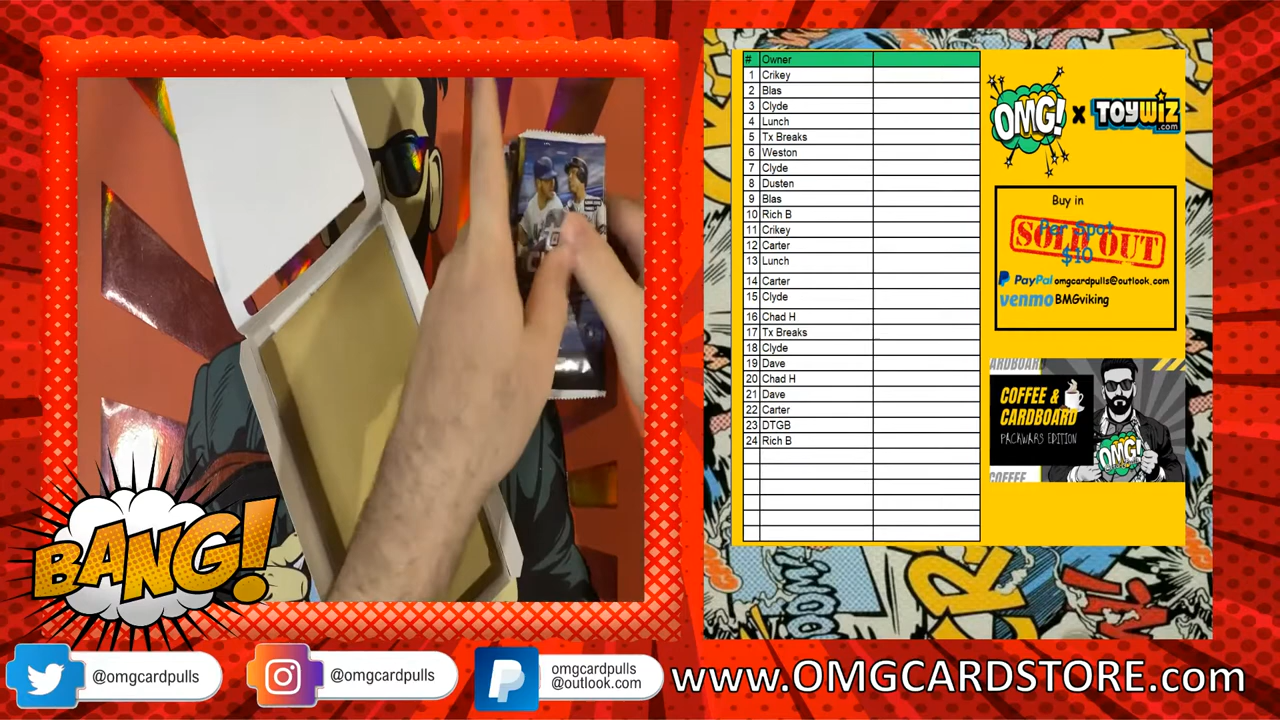 # Owner
1 Crikey
2 Blas
3 Clyde
4 Lunch
5 Tx Breaks
6 Weston
7 Clyde
8 Dusten
9 Blas
10 Rich B
11 Crikey
12 Carter
13 Lunch
14 Carter
15 Clyde
16 Chad H
17 Tx Breaks
18 Clyde
19 Dave
20 Chad H
21 Dave
22 Carter
23 DTGB
24 Rich B
OMG! x TOYWIZ
.com
Buy in
Per Spot
SOLD OUT
$10
PayPal omgcardpulls@outlook.com
venmo BMGviking
CARDBOARD
COFFEE &
CARDBOARD
PACKWARS EDITION
OMG!
COFFEE
BANG!
@omgcardpulls
@omgcardpulls
omgcardpulls
@outlook.com
www.OMGCARDSTORE.com